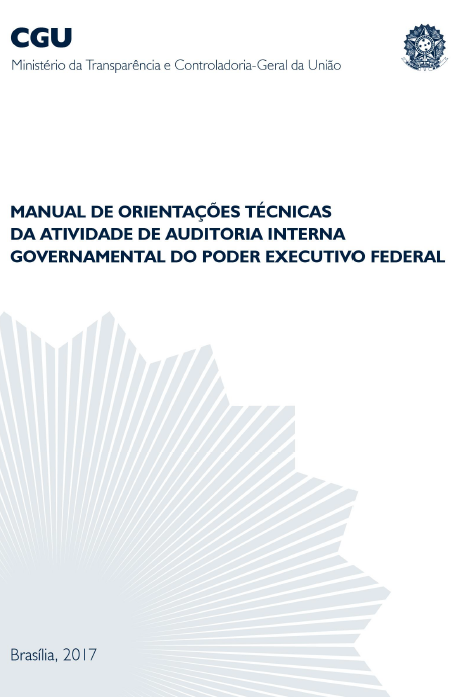 CGU
Ministério da Transparência e Controladoria-Geral da União
MANUAL DE ORIENTAÇÕES TÉCNICAS
DA ATIVIDADE DE AUDITORIA INTERNA
GOVERNAMENTAL DO PODER EXECUTIVO FEDERAL
Brasília, 2017